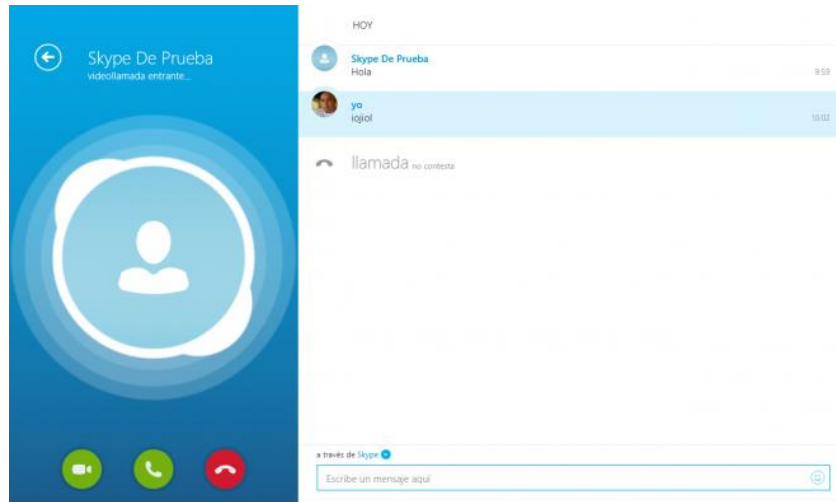 Skype De Prueba
videollamada entrante...
HOY
Skype De Prueba
Hola
9:59
yo
iojiol
10:02
llamada no contesta
a través de Skype
Escribe un mensaje aquí